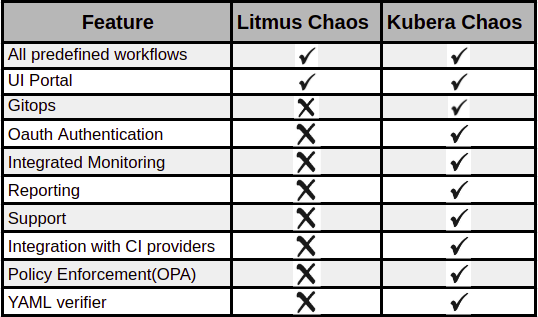 Feature Litmus Chaos Kubera Chaos
All predefined workflows ✓ ✓
UI Portal ✓ ✓
Gitops ✗ ✓
Oauth Authentication ✗ ✓
Integrated Monitoring ✗ ✓
Reporting ✗ ✓
Support ✗ ✓
Integration with CI providers ✗ ✓
Policy Enforcement(OPA) ✗ ✓
YAML verifier ✗ ✓